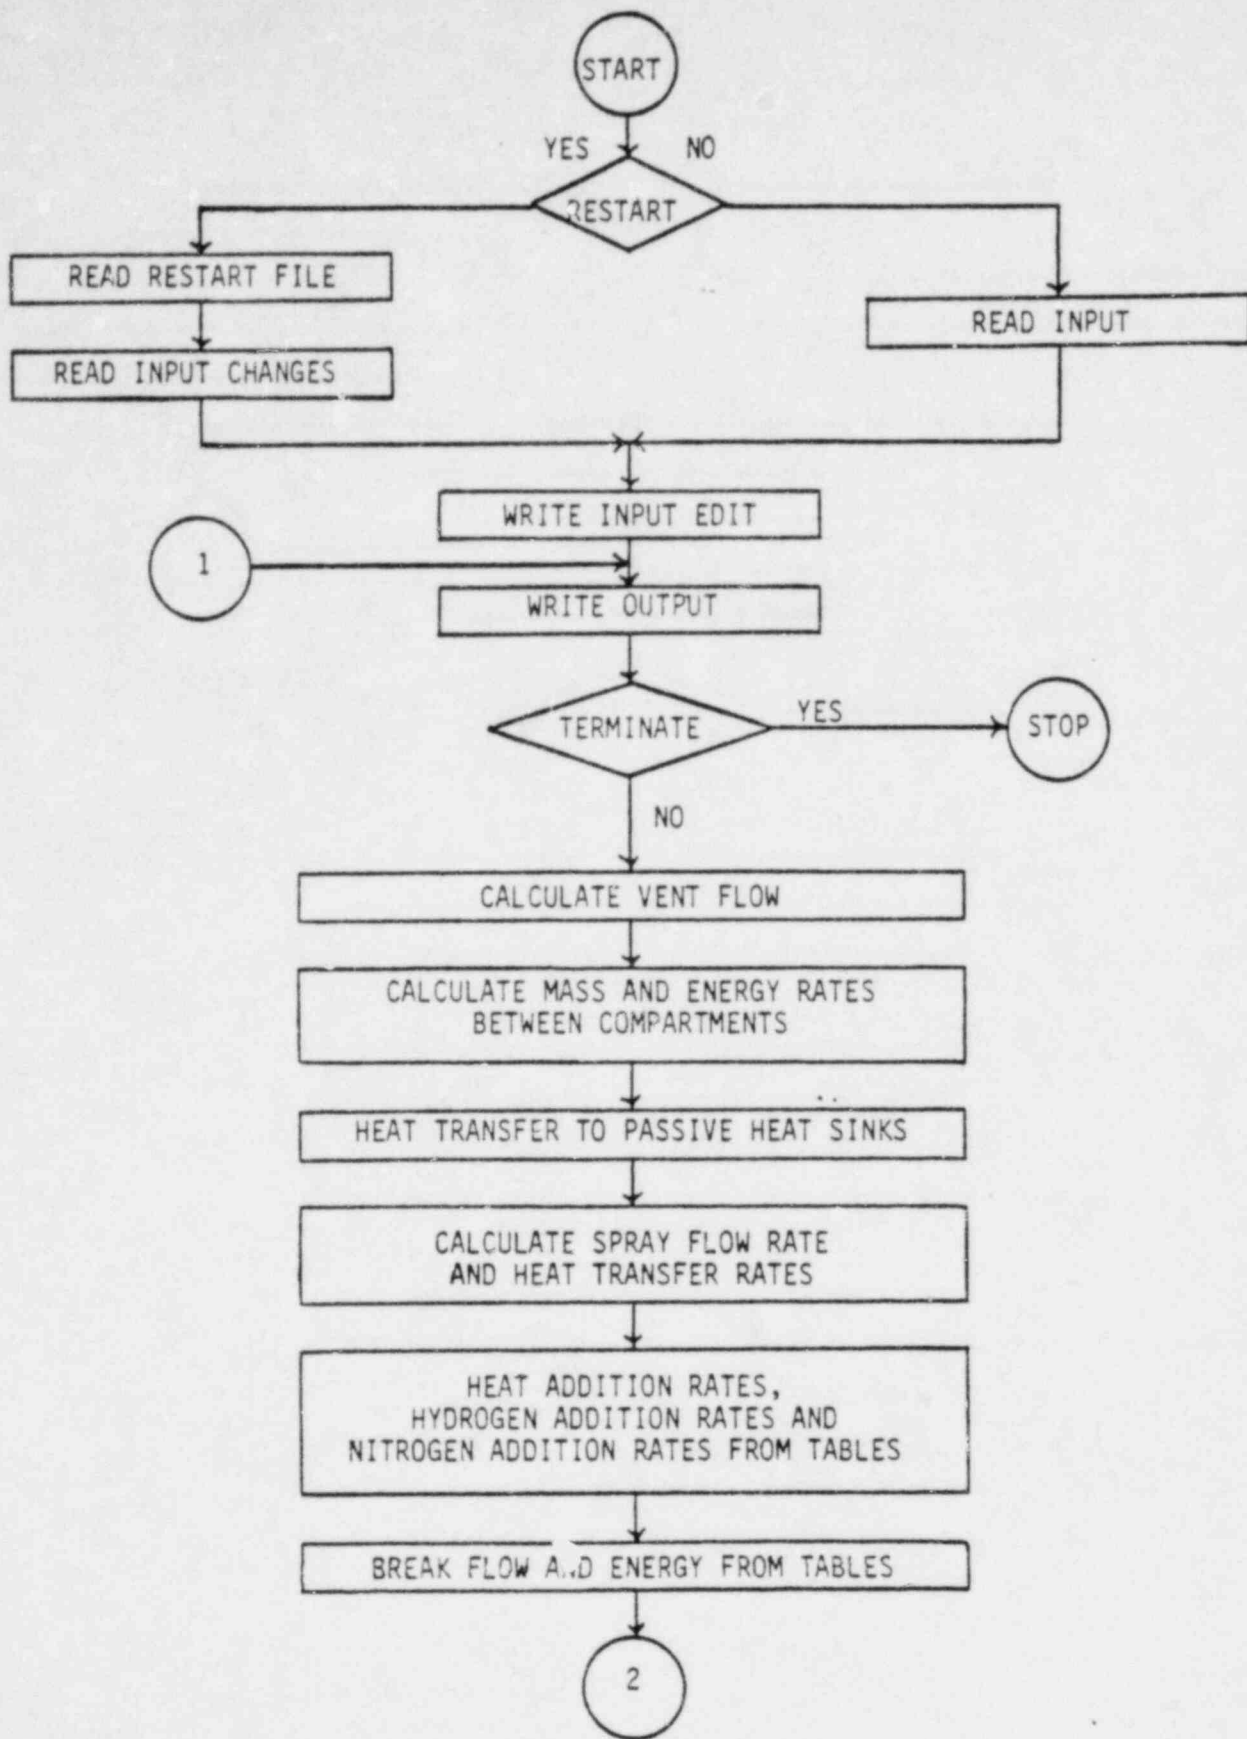 START
YES NO
RESTART
READ RESTART FILE
READ INPUT
READ INPUT CHANGES
WRITE INPUT EDIT
1
WRITE OUTPUT
TERMINATE
YES
STOP
NO
CALCULATE VENT FLOW
CALCULATE MASS AND ENERGY RATES
BETWEEN COMPARTMENTS
HEAT TRANSFER TO PASSIVE HEAT SINKS
CALCULATE SPRAY FLOW RATE
AND HEAT TRANSFER RATES
HEAT ADDITION RATES,
HYDROGEN ADDITION RATES AND
NITROGEN ADDITION RATES FROM TABLES
BREAK FLOW AND ENERGY FROM TABLES
2